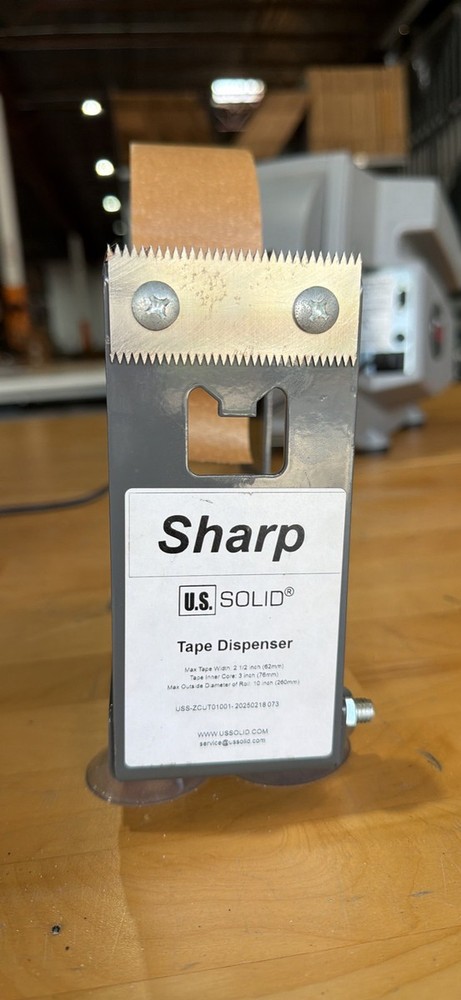 Sharp
U.S. SOLID®
Tape Dispenser
Max Tape Width: 2 1/2 inch (62mm)
Tape Inner Core: 3 inch (76mm)
Max Outside Diameter of Roll: 10 inch (260mm)
USS-ZCUT01001-20250218 073
WWW.USSOLID.COM
service@ussolid.com